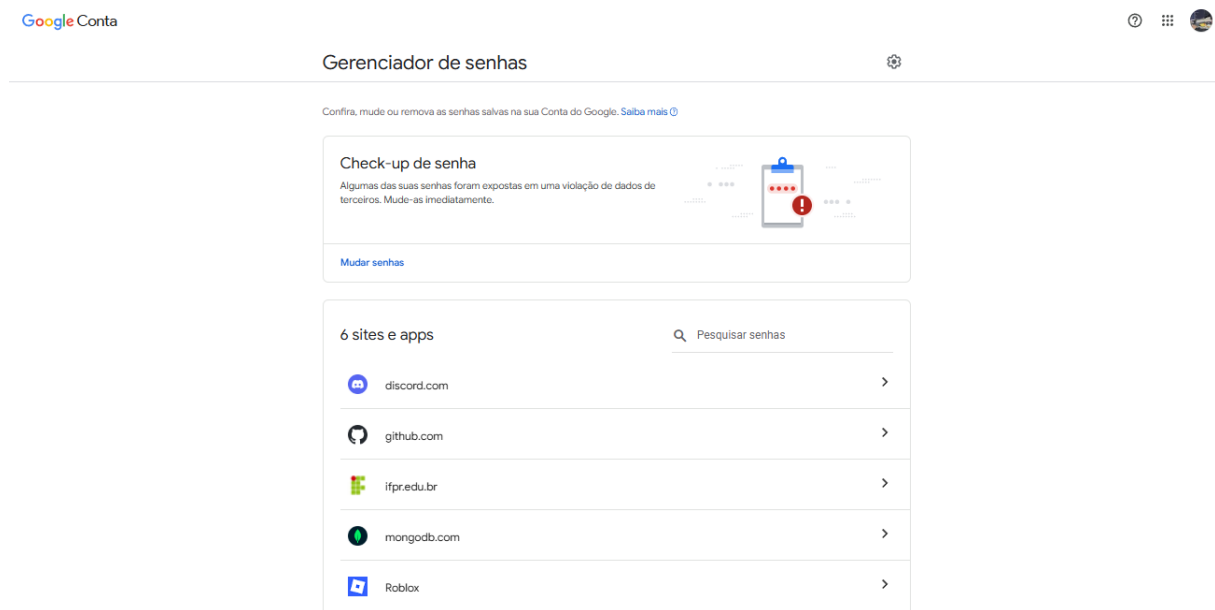 Google Conta
Gerenciador de senhas
Confira, mude ou remova as senhas salvas na sua Conta do Google. Saiba mais
Check-up de senha
Algumas das suas senhas foram expostas em uma violação de dados de
terceiros. Mude-as imediatamente.
Mudar senhas
6 sites e apps
Pesquisar senhas
discord.com
github.com
ifpr.edu.br
mongodb.com
Roblox